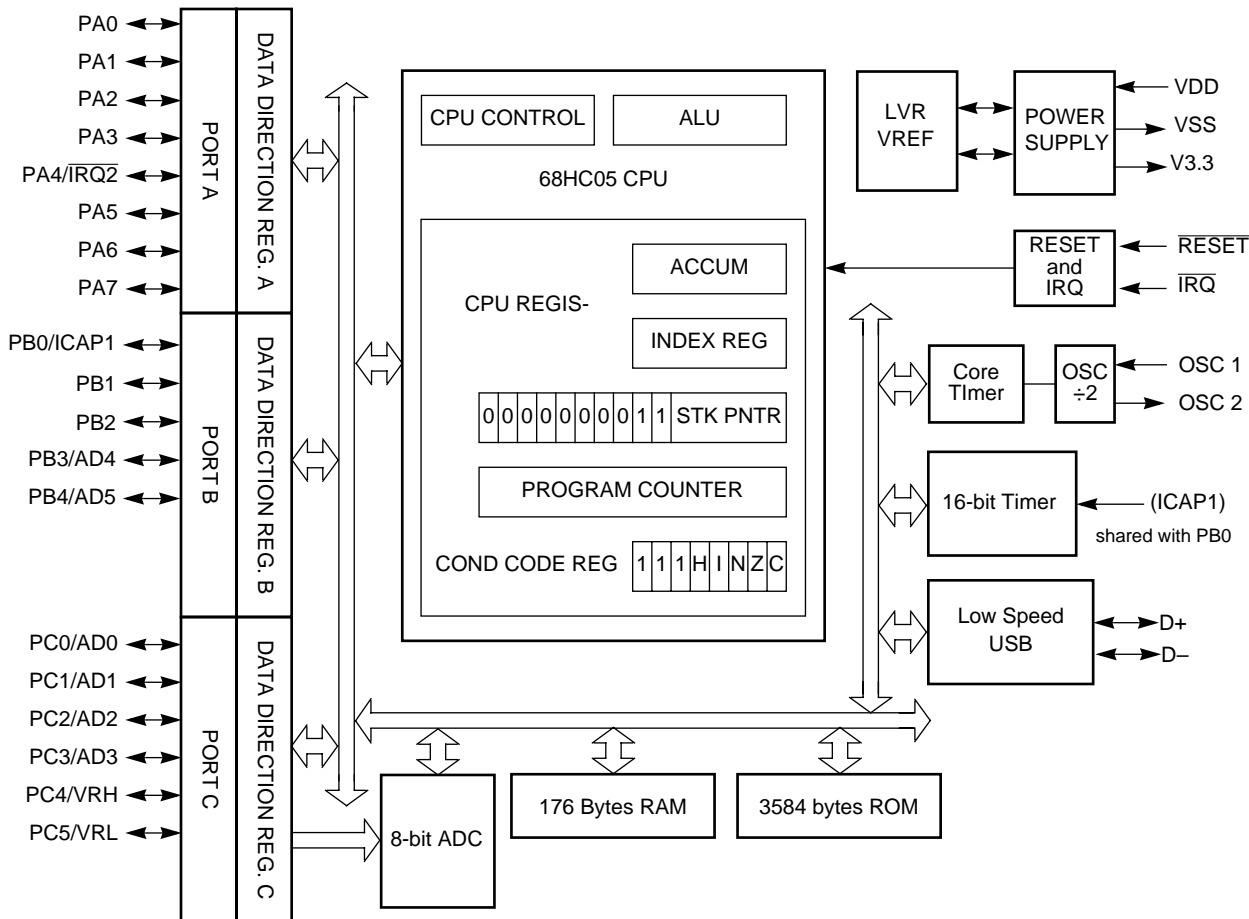 PA0
PA1
PA2
PA3
PA4/IRQ2
PA5
PA6
PA7
PORT A
DATA DIRECTION REG. A
PB0/ICAP1
PB1
PB2
PB3/AD4
PB4/AD5
PORT B
DATA DIRECTION REG. B
PC0/AD0
PC1/AD1
PC2/AD2
PC3/AD3
PC4/VRH
PC5/VRL
PORT C
DATA DIRECTION REG. C
CPU CONTROL
ALU
68HC05 CPU
ACCUM
CPU REGIS-
INDEX REG
0 0 0 0 0 0 0 0 1 1 STK PNTR
PROGRAM COUNTER
COND CODE REG
1 1 1 H I N Z C
LVR
VREF
POWER
SUPPLY
VDD
VSS
V3.3
RESET
and
IRQ
RESET
IRQ
Core
TImer
OSC
÷2
OSC 1
OSC 2
16-bit Timer
(ICAP1)
shared with PB0
Low Speed
USB
D+
D–
8-bit ADC
176 Bytes RAM
3584 bytes ROM